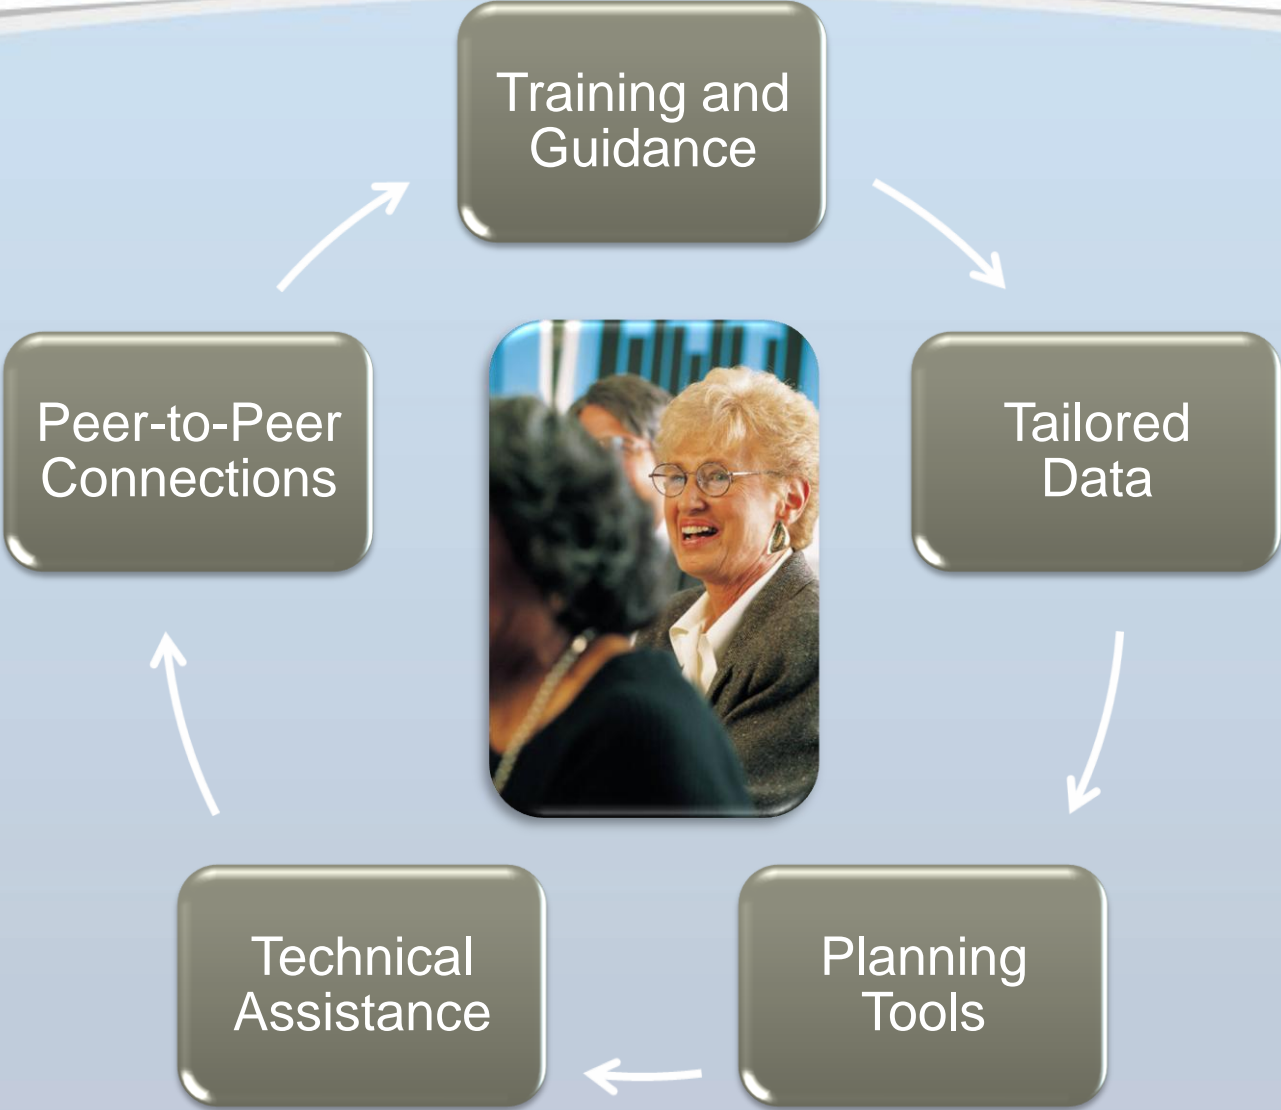 Training and
Guidance
Tailored
Data
Planning
Tools
Technical
Assistance
Peer-to-Peer
Connections